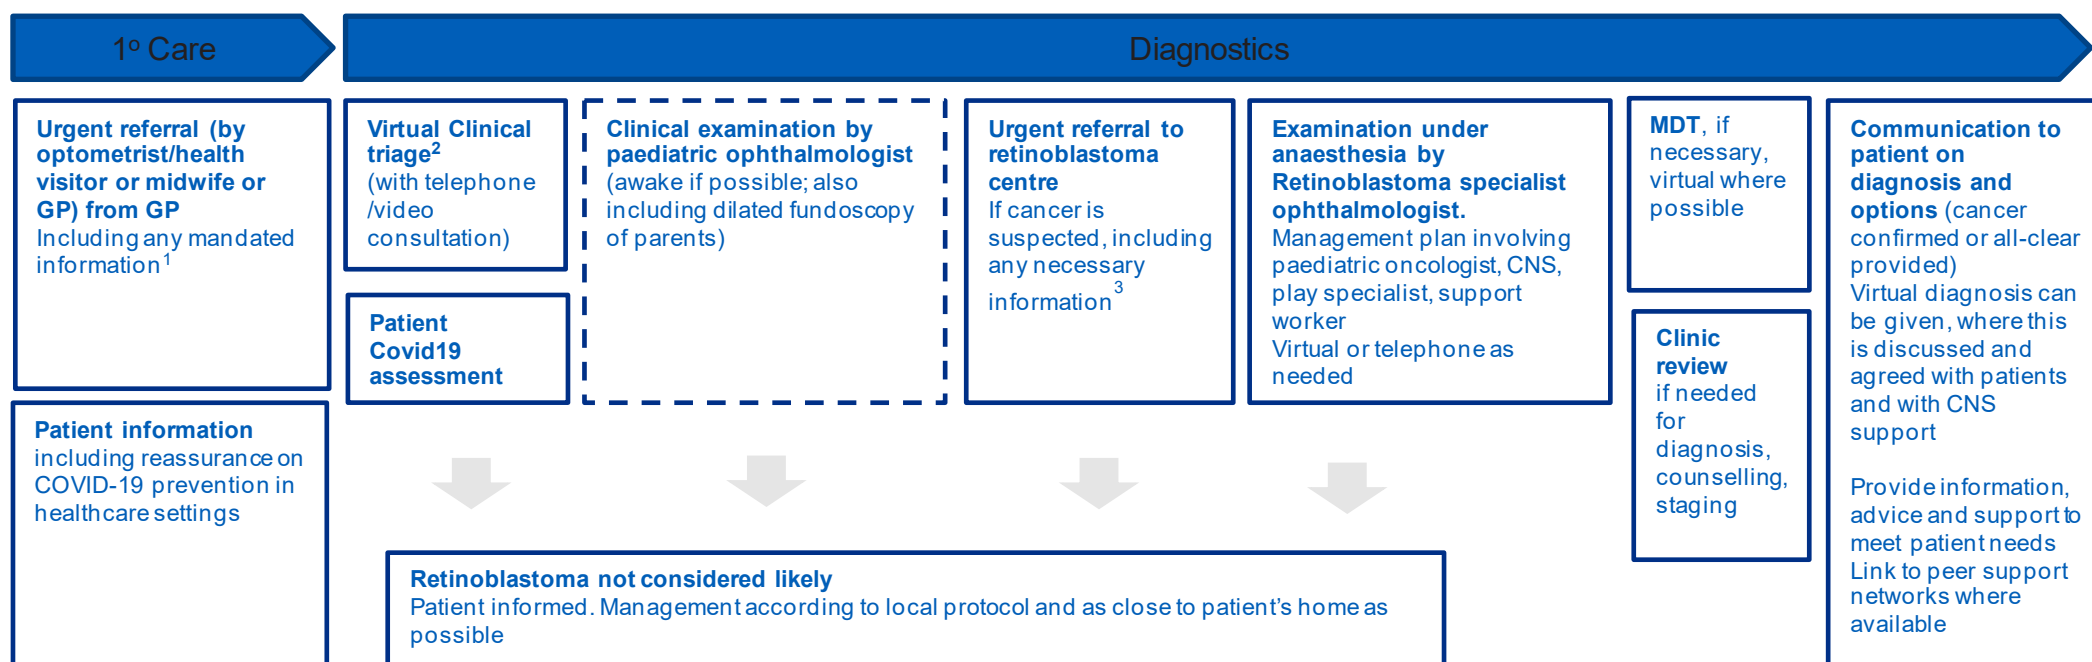 1º Care
Diagnostics
Urgent referral (by
optometrist/health
visitor or midwife or
GP) from GP
Including any mandated
information1
Patient information
including reassurance on
COVID-19 prevention in
healthcare settings
Virtual Clinical
triage2
(with telephone
/video
consultation)
Patient
Covid19
assessment
Clinical examination by
paediatric ophthalmologist
(awake if possible; also
including dilated fundoscopy
of parents)
Urgent referral to
retinoblastoma
centre
If cancer is
suspected, including
any necessary
information3
Examination under
anaesthesia by
Retinoblastoma specialist
ophthalmologist.
Management plan involving
paediatric oncologist, CNS,
play specialist, support
worker
Virtual or telephone as
needed
MDT, if
necessary,
virtual where
possible
Clinic
review
if needed
for
diagnosis,
counselling,
staging
Communication to
patient on
diagnosis and
options (cancer
confirmed or all-clear
provided)
Virtual diagnosis can
be given, where this
is discussed and
agreed with patients
and with CNS
support
Provide information,
advice and support to
meet patient needs
Link to peer support
networks where
available
Retinoblastoma not considered likely
Patient informed. Management according to local protocol and as close to patient's home as
possible